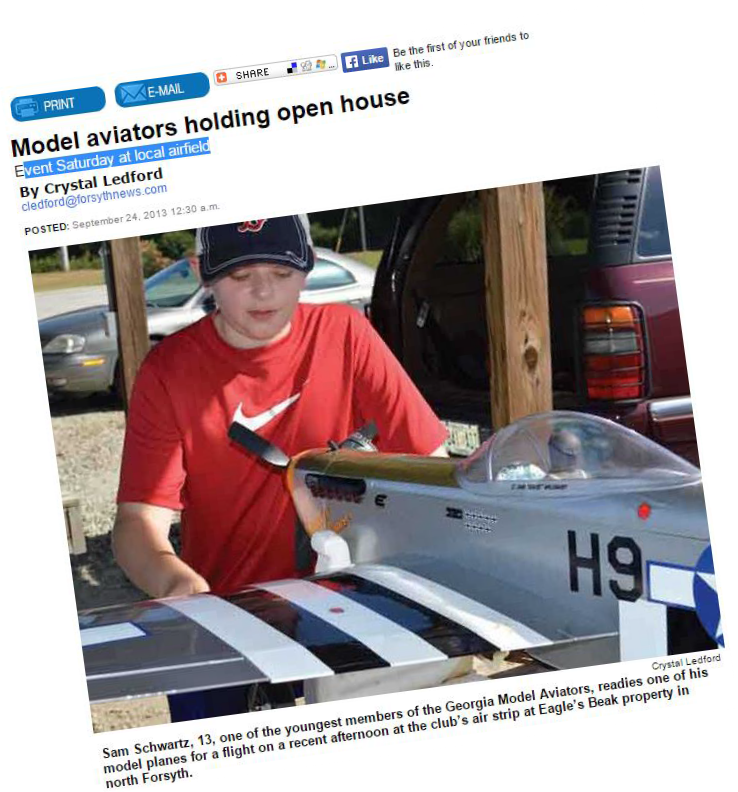 PRINT
E-MAIL
SHARE
...
f Like
Be the first of your friends to
like this.
Model aviators holding open house
Event Saturday at local airfield
By Crystal Ledford
cledford@forsythnews.com
POSTED: September 24, 2013 12:30 a.m.
H9
Crystal Ledford
Sam Schwartz, 13, one of the youngest members of the Georgia Model Aviators, readies one of his
model planes for a flight on a recent afternoon at the club's air strip at Eagle's Beak property in
north Forsyth.